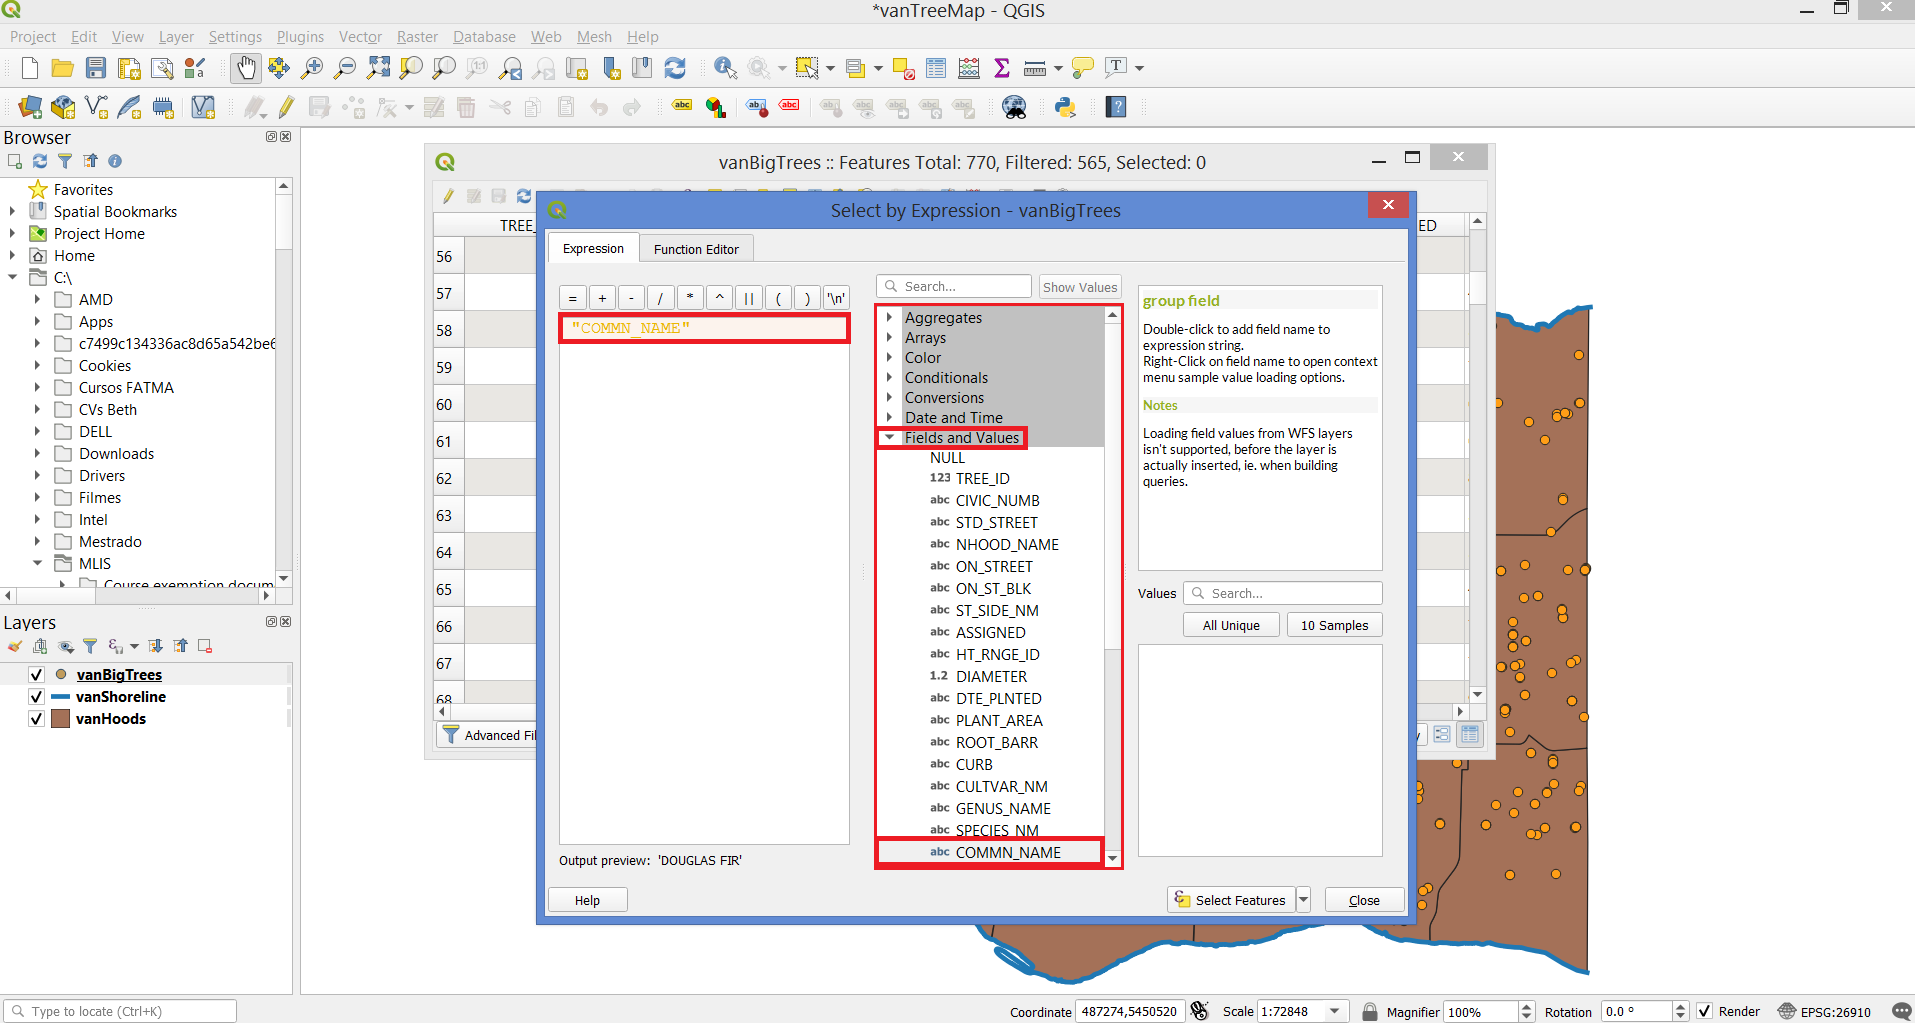 *vanTreeMap - QGIS
Project Edit View Layer Settings Plugins Vector Raster Database Web Mesh Help
Browser
Favorites
Spatial Bookmarks
Project Home
Home
C:\
AMD
Apps
c7499c134336ac8d65a542be6
Cookies
Cursos FATMA
CVs Beth
DELL
Downloads
Drivers
Filmes
Intel
Mestrado
MLIS
Course exemption docum
Layers
vanBigTrees
vanShoreline
vanHoods
vanBigTrees :: Features Total: 770, Filtered: 565, Selected: 0
TREE_
ED
56
57
58
59
60
61
62
63
64
65
66
67
68
Advanced Fil
Select by Expression - vanBigTrees
Expression Function Editor
= + - / * ^ || ( ) '\n'
"COMMN_NAME"
Output preview: 'DOUGLAS FIR'
Search... Show Values
Aggregates
Arrays
Color
Conditionals
Conversions
Date and Time
Fields and Values
NULL
123 TREE_ID
abc CIVIC_NUMB
abc STD_STREET
abc NHOOD_NAME
abc ON_STREET
abc ON_ST_BLK
abc ST_SIDE_NM
abc ASSIGNED
abc HT_RNGE_ID
1.2 DIAMETER
abc DTE_PLNTED
abc PLANT_AREA
abc ROOT_BARR
abc CURB
abc CULTVAR_NM
abc GENUS_NAME
abc SPECIES_NM
abc COMMN_NAME
group field
Double-click to add field name to
expression string.
Right-Click on field name to open context
menu sample value loading options.
Notes
Loading field values from WFS layers
isn't supported, before the layer is
actually inserted, ie. when building
queries.
Values Search...
All Unique 10 Samples
Help Select Features Close
Type to locate (Ctrl+K) Coordinate 487274,5450520 Scale 1:72848 Magnifier 100% Rotation 0.0 ° Render EPSG:26910